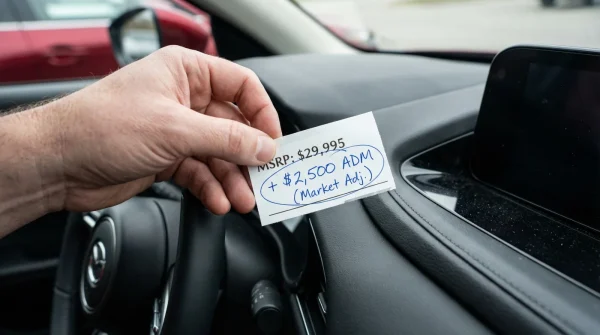 MSRP: $29,995
+ $2,500 ADM
(Market Adj.)